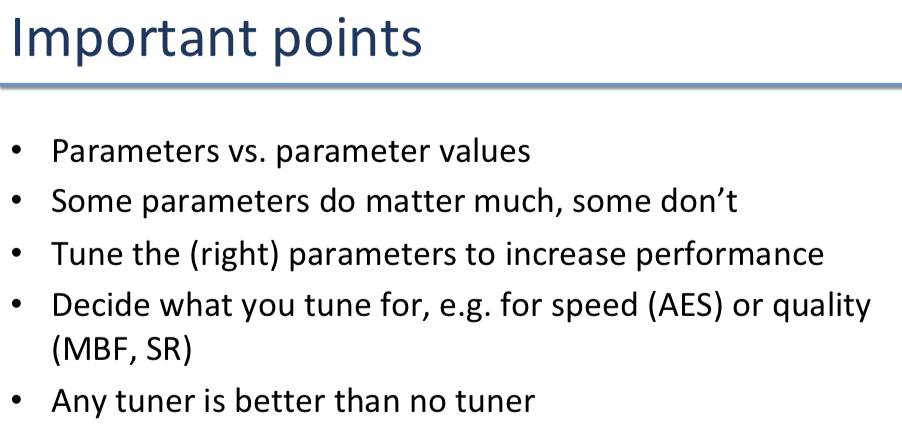 Important points
• Parameters vs. parameter values
• Some parameters do matter much, some don’t
• Tune the (right) parameters to increase performance
• Decide what you tune for, e.g. for speed (AES) or quality
(MBF, SR)
• Any tuner is better than no tuner